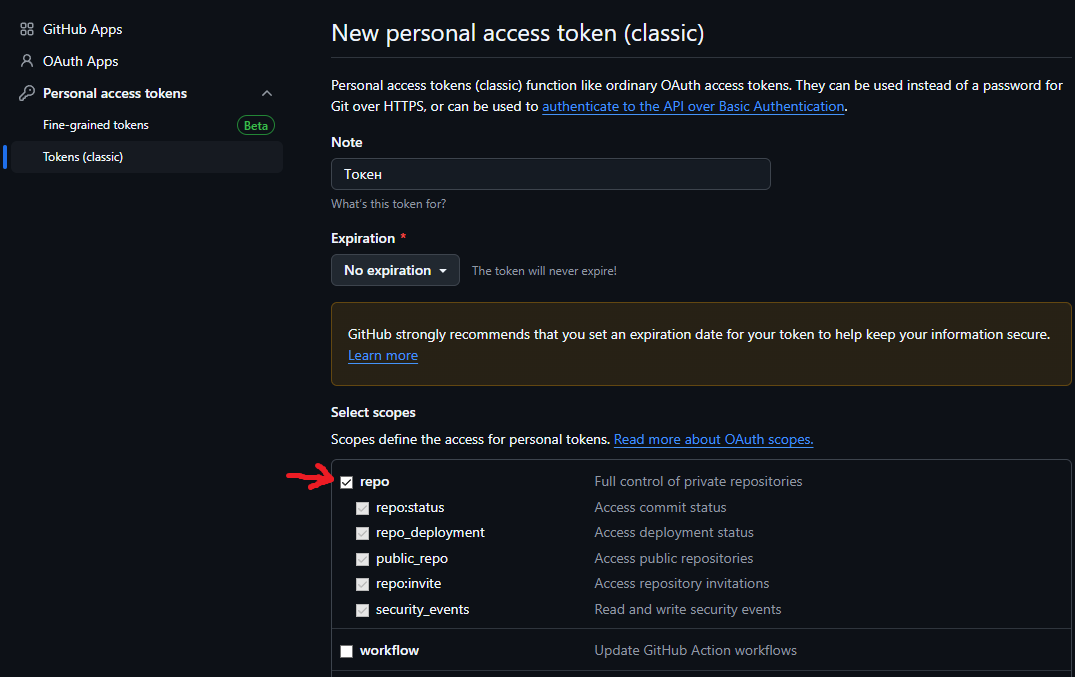 GitHub Apps
OAuth Apps
Personal access tokens
Fine-grained tokens
Beta
Tokens (classic)
New personal access token (classic)
Personal access tokens (classic) function like ordinary OAuth access tokens. They can be used instead of a password for
Git over HTTPS, or can be used to authenticate to the API over Basic Authentication.
Note
Токен
What's this token for?
Expiration *
No expiration
The token will never expire!
GitHub strongly recommends that you set an expiration date for your token to help keep your information secure.
Learn more
Select scopes
Scopes define the access for personal tokens. Read more about OAuth scopes.
repo Full control of private repositories
repo:status Access commit status
repo_deployment Access deployment status
public_repo Access public repositories
repo:invite Access repository invitations
security_events Read and write security events
workflow Update GitHub Action workflows